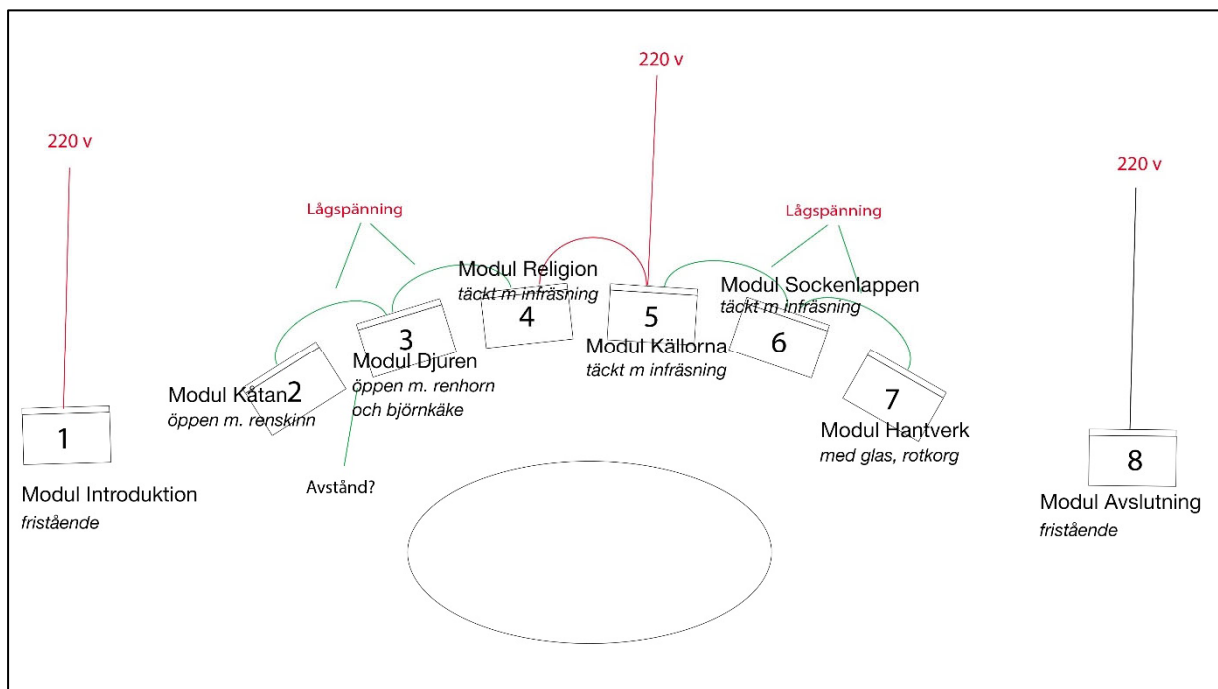 220 v
220 v
220 v
Lågspänning
Lågspänning
Modul Religion
täckt m infräsning
4
5
Modul Källorna
täckt m infräsning
Modul Sockenlappen
täckt m infräsning
6
3
Modul Djuren
öppen m. renhorn
och björnkäke
Modul Kåtan
öppen m. renskinn
2
7
Modul Hantverk
med glas, rotkorg
1
Modul Introduktion
fristående
Avstånd?
8
Modul Avslutning
fristående